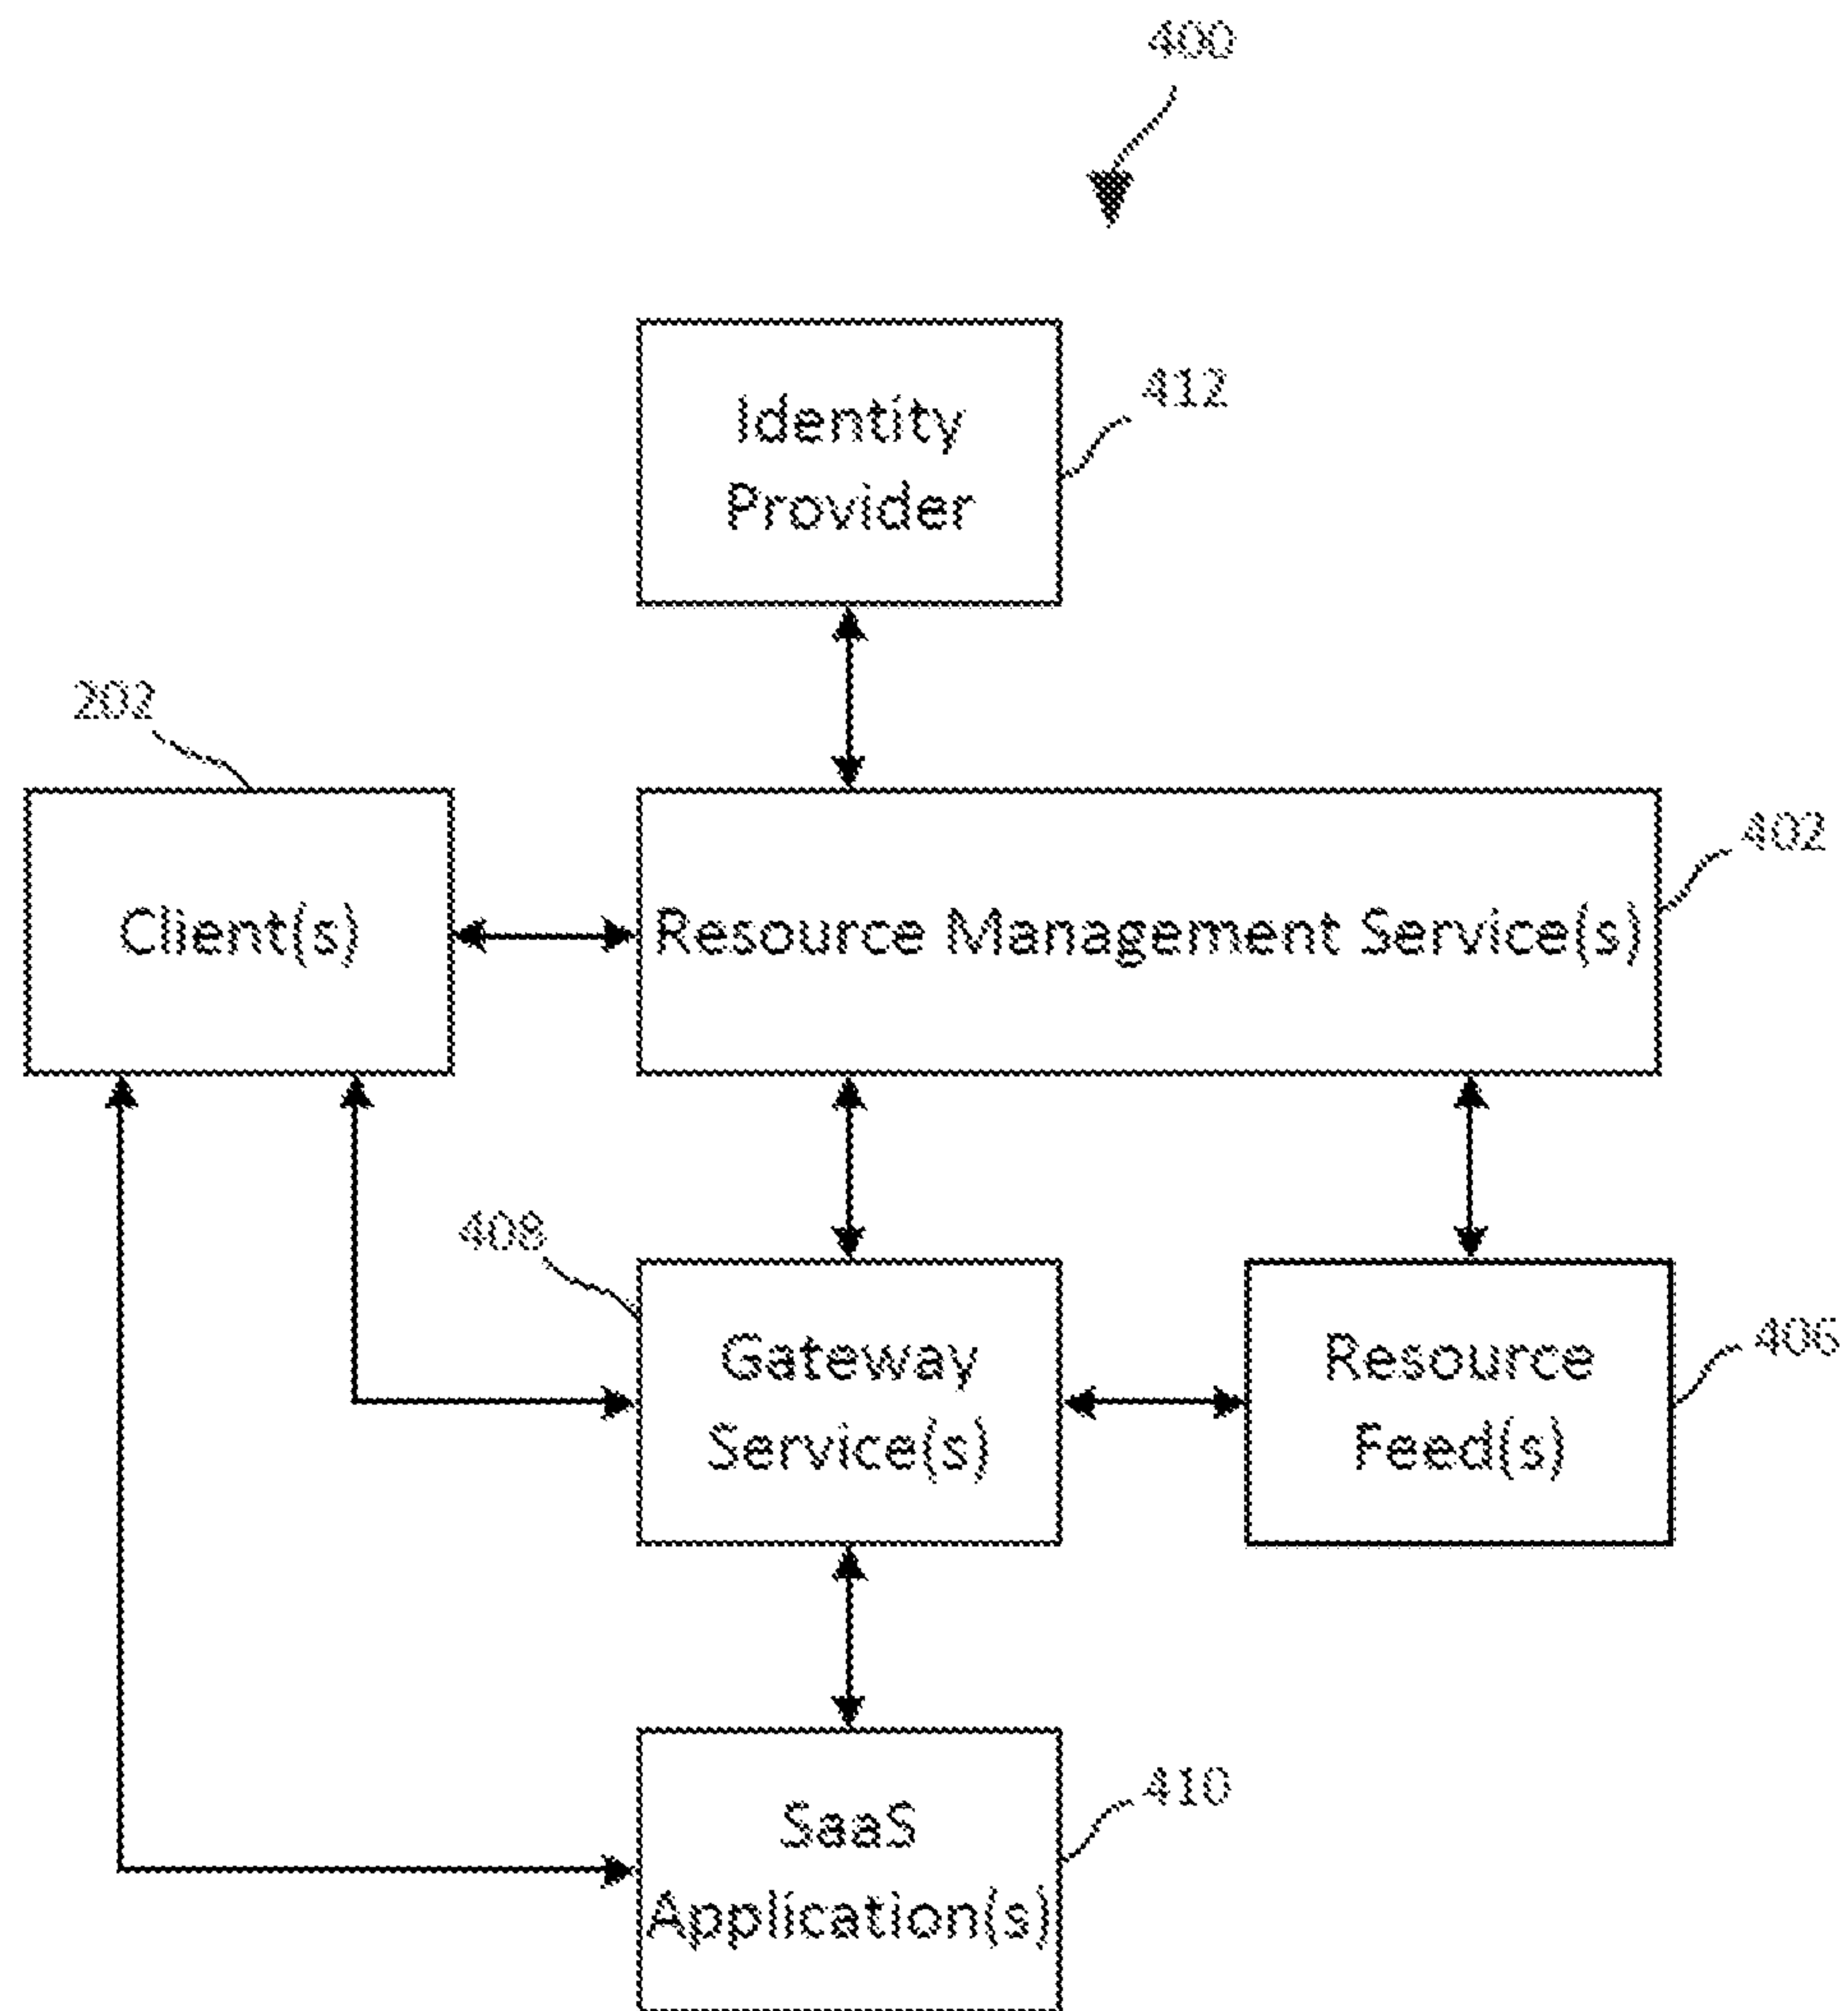 400
Identity
Provider
412
202
Client(s)
Resource Management Service(s)
402
408
Gateway
Service(s)
Resource
Feed(s)
406
SaaS
Application(s)
410